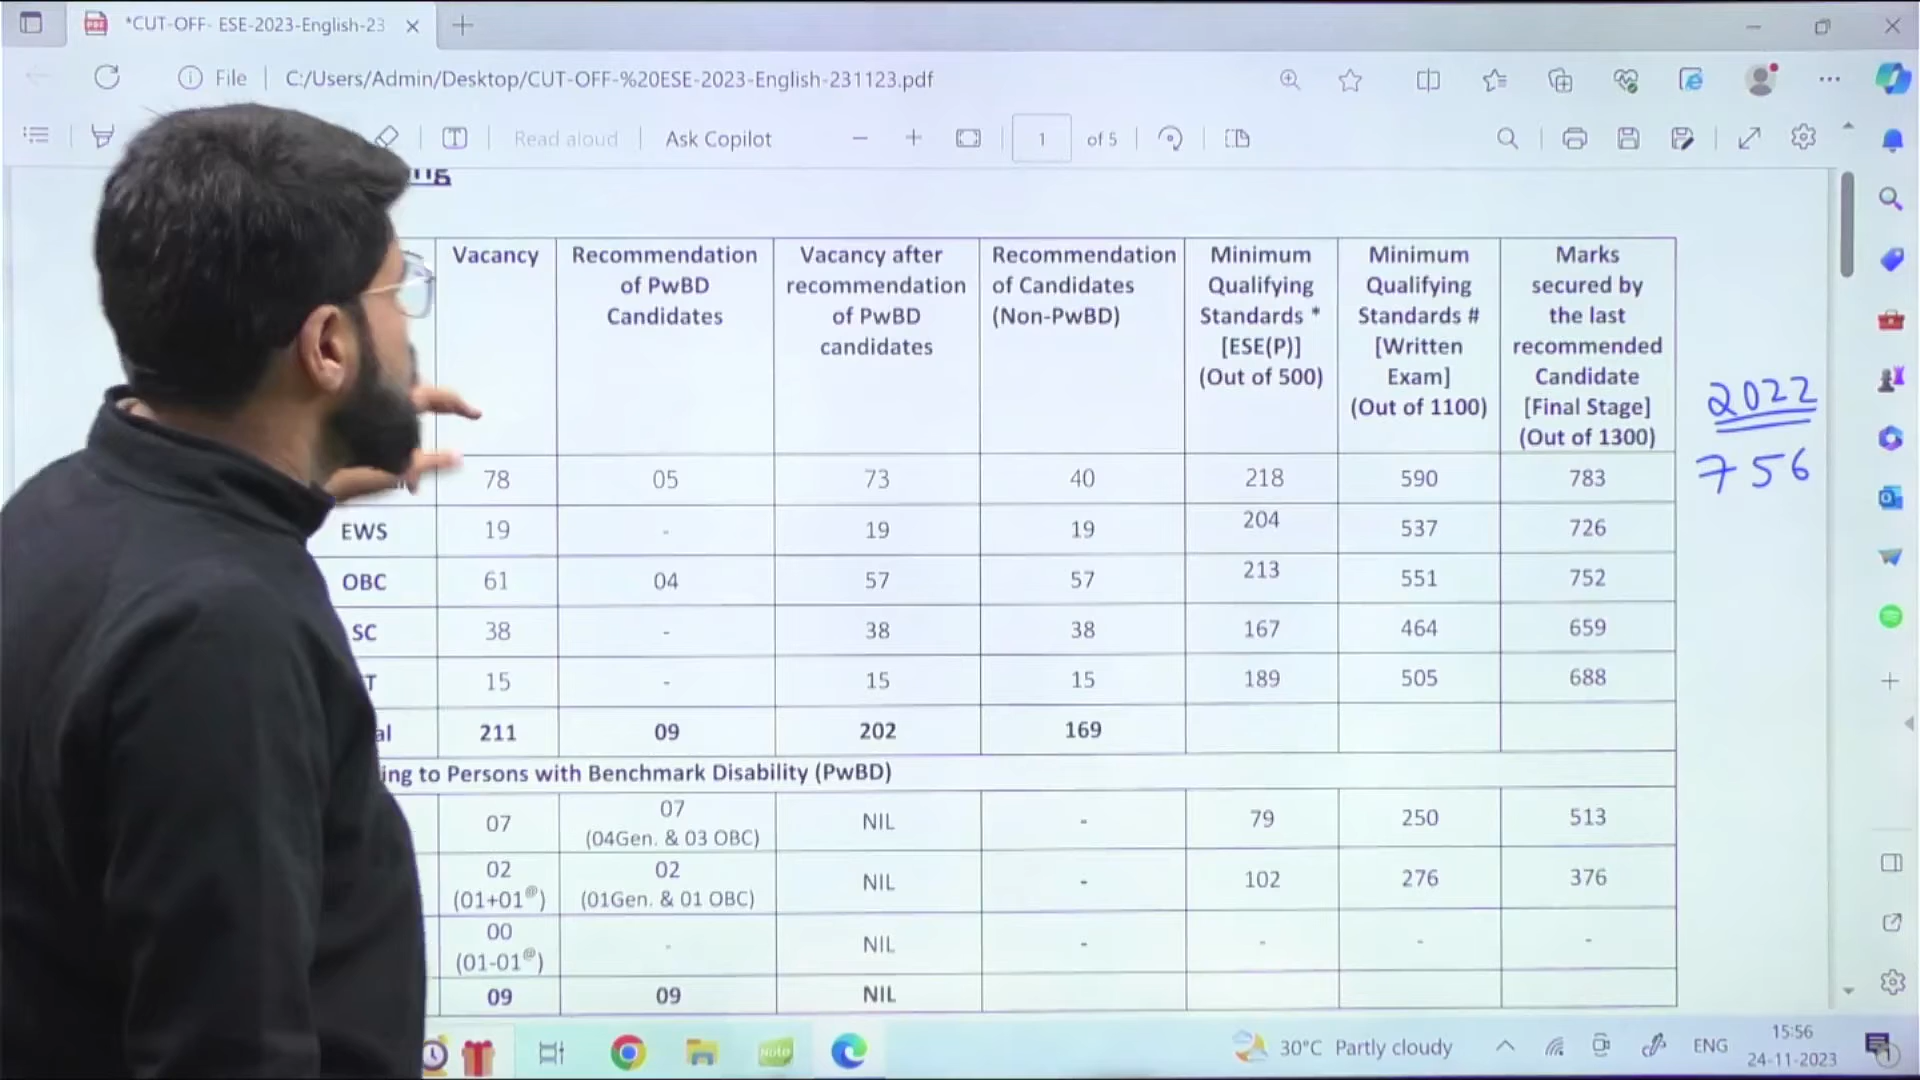 *CUT-OFF- ESE-2023-English-23
File
C:/Users/Admin/Desktop/CUT-OFF-%20ESE-2023-English-231123.pdf
Read aloud
Ask Copilot
1 of 5
Vacancy
Recommendation
of PwBD
Candidates
Vacancy after
recommendation
of PwBD
candidates
Recommendation
of Candidates
(Non-PwBD)
Minimum
Qualifying
Standards *
[ESE(P)]
(Out of 500)
Minimum
Qualifying
Standards #
[Written
Exam]
(Out of 1100)
Marks
secured by
the last
recommended
Candidate
[Final Stage]
(Out of 1300)
2022
756
78 05 73 40 218 590 783
EWS 19 - 19 19 204 537 726
OBC 61 04 57 57 213 551 752
SC 38 - 38 38 167 464 659
T 15 - 15 15 189 505 688
al 211 09 202 169
ing to Persons with Benchmark Disability (PwBD)
07 07 NIL - 79 250 513
(04Gen. & 03 OBC)
02 02 NIL - 102 276 376
(01+01@) (01Gen. & 01 OBC)
00 - NIL - - - -
(01-01@)
09 09 NIL
30°C Partly cloudy
ENG
15:56
24-11-2023